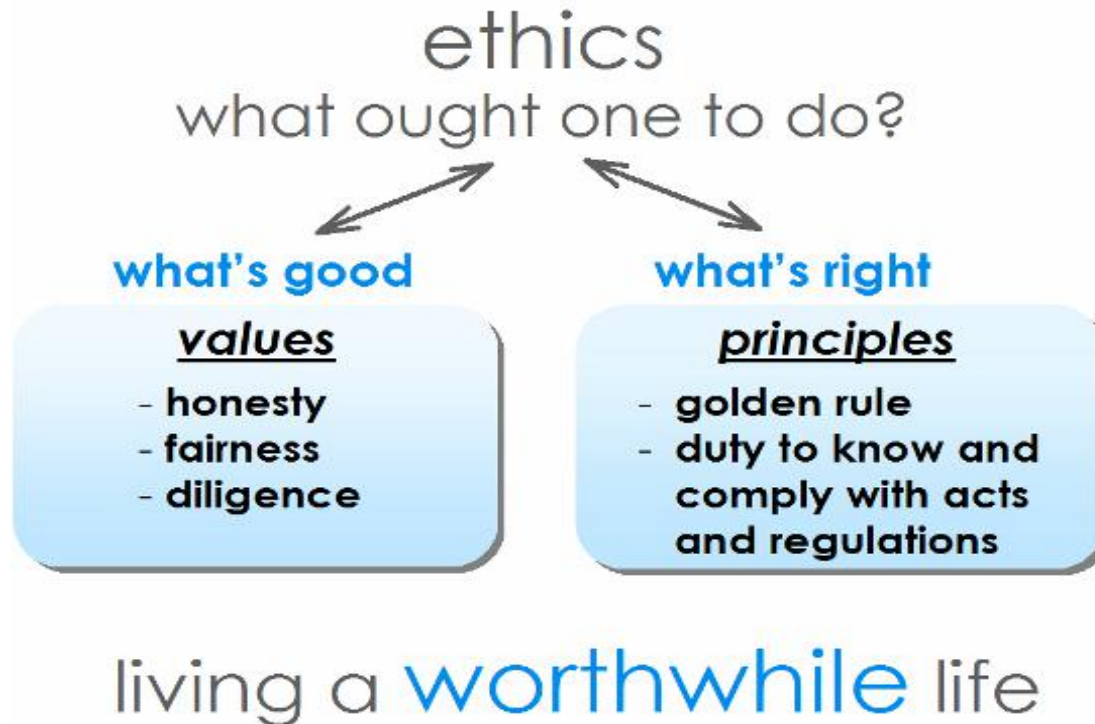 ethics
what ought one to do?
what's good
values
- honesty
- fairness
- diligence
what's right
principles
- golden rule
- duty to know and
comply with acts
and regulations
living a worthwhile life